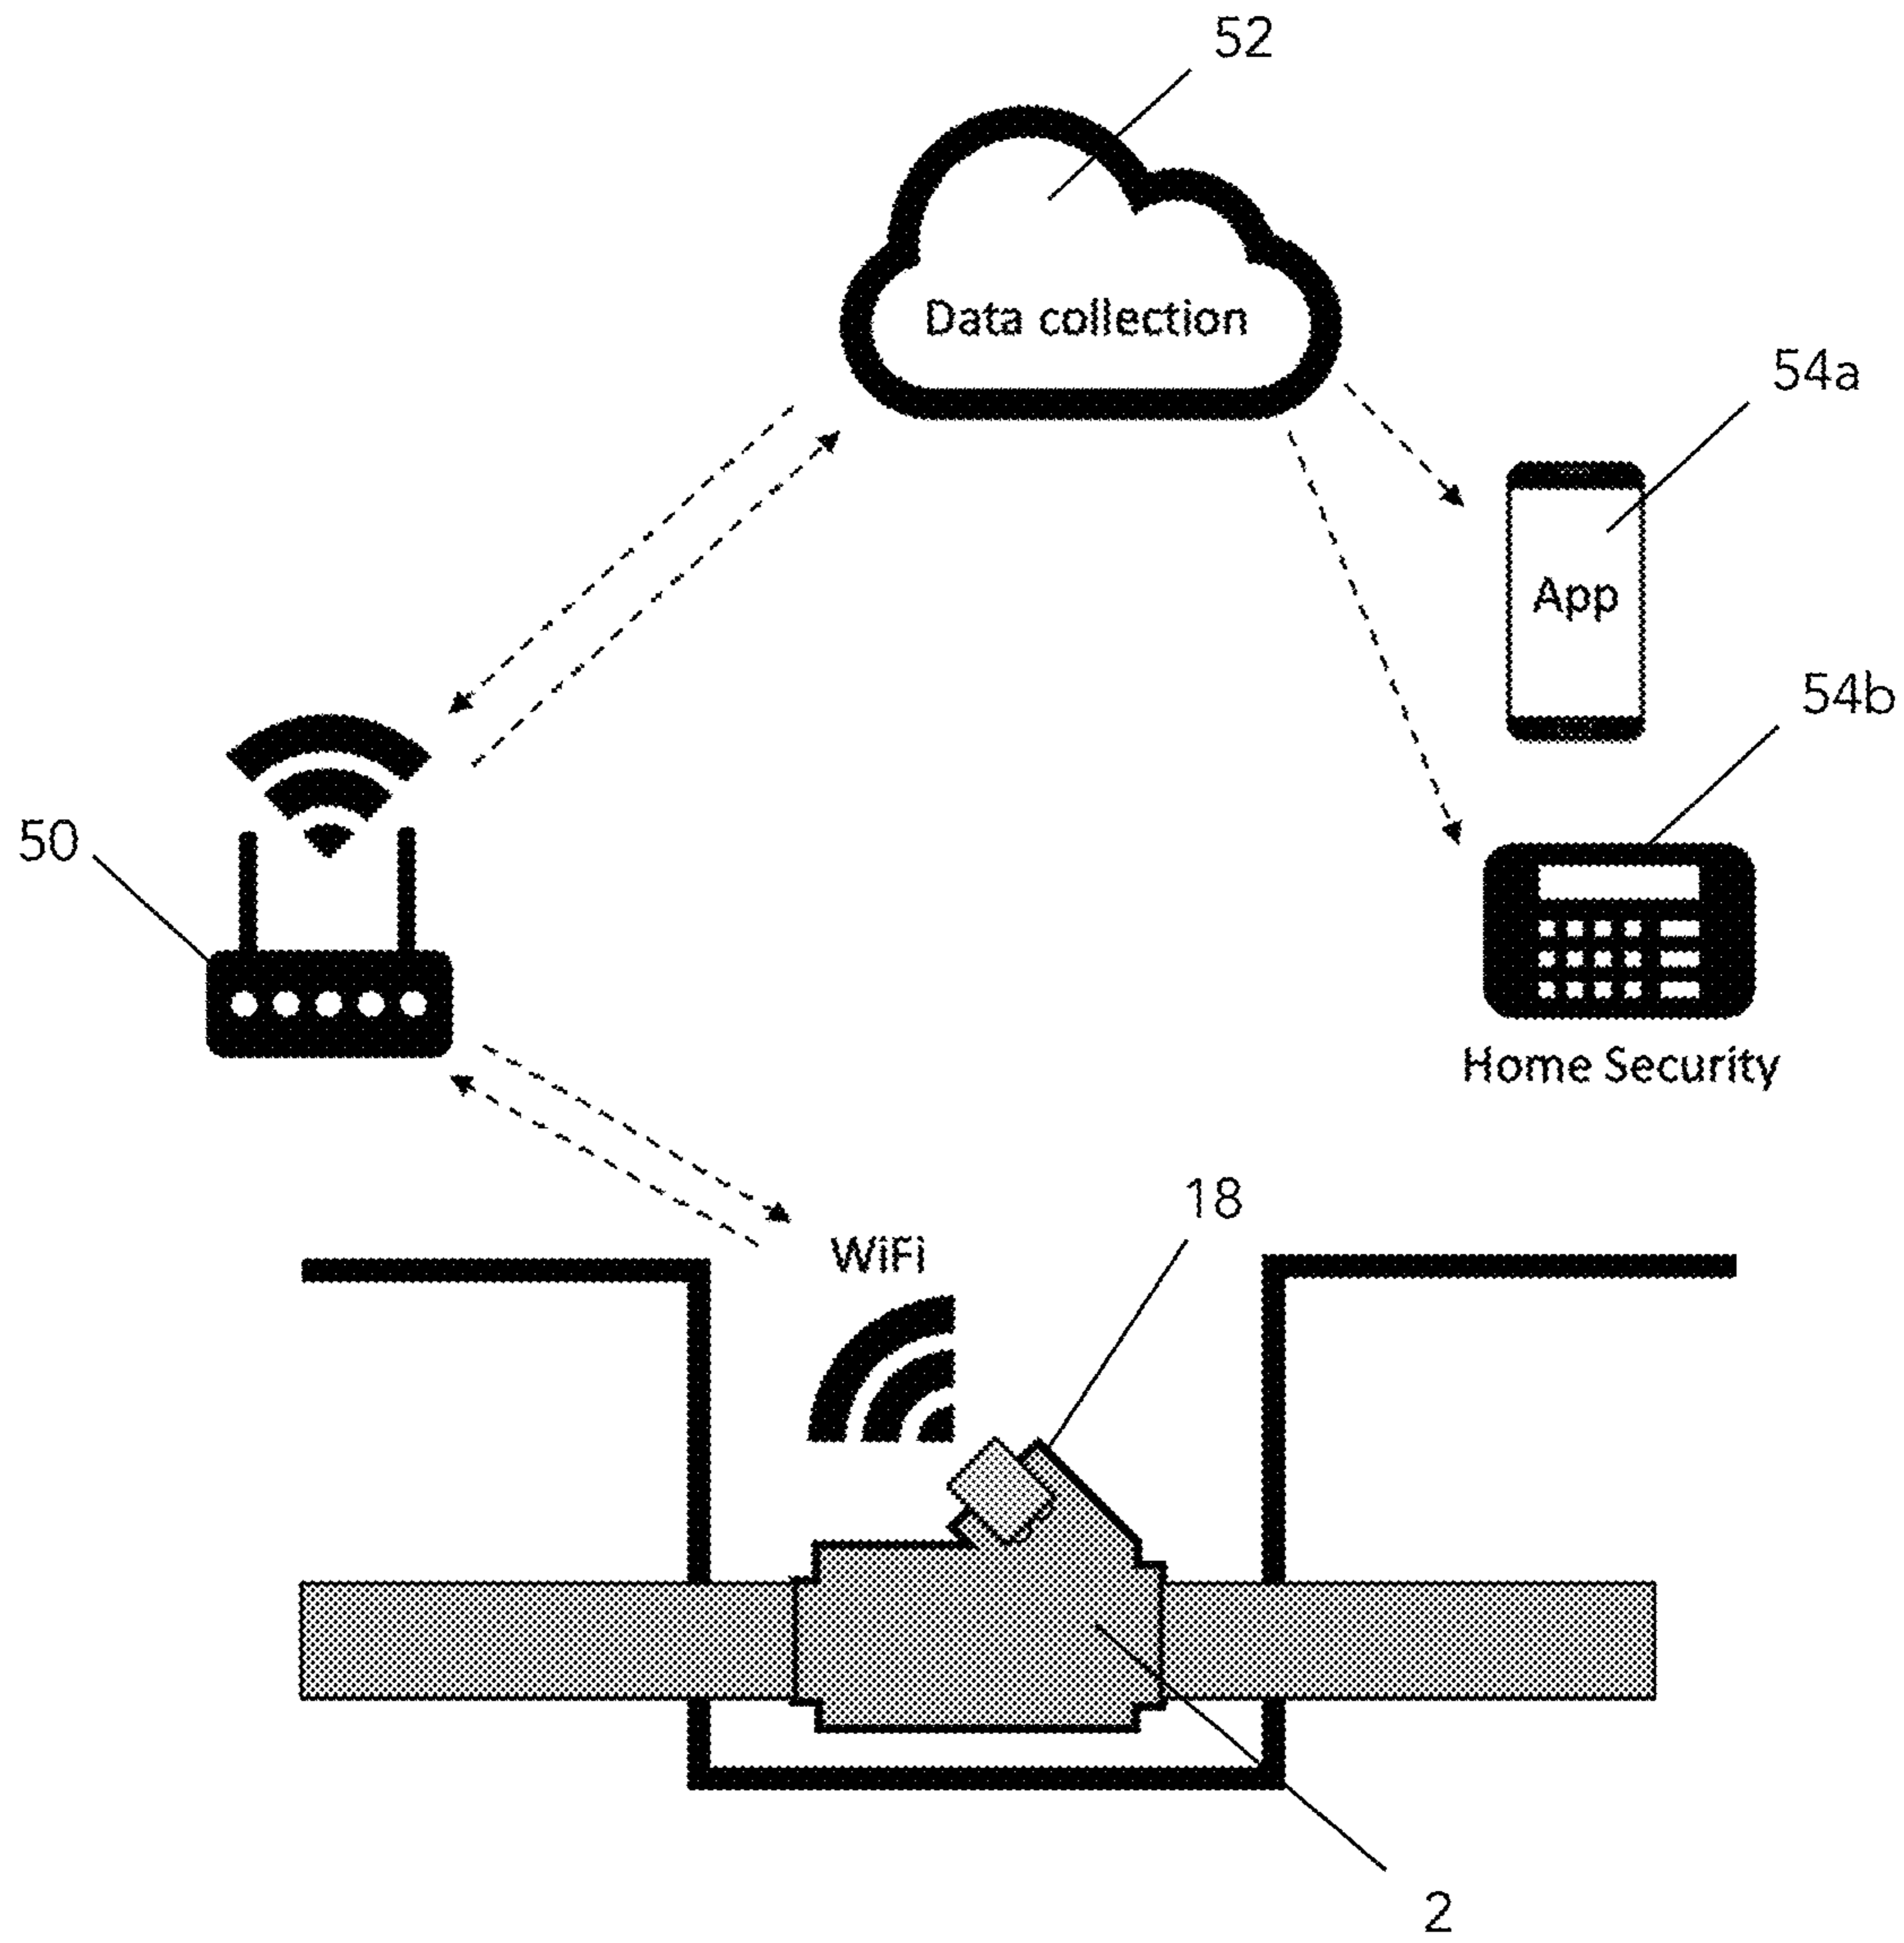 52
Data collection
54a
App
54b
50
Home Security
18
WiFi
2